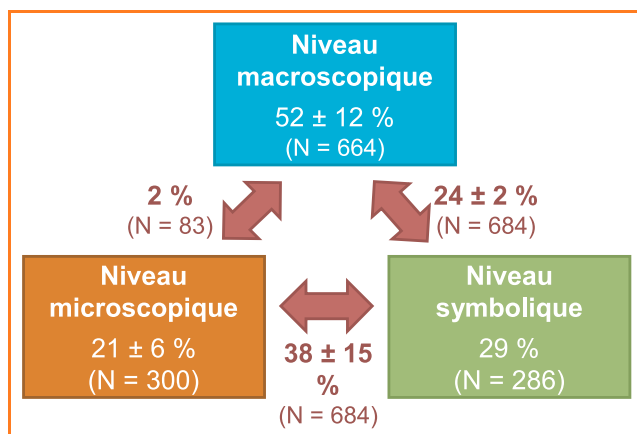 Niveau
macroscopique
52 ± 12 %
(N = 664)
2 %
(N = 83)
24 ± 2 %
(N = 684)
Niveau
microscopique
21 ± 6 %
(N = 300)
38 ± 15
%
(N = 684)
Niveau
symbolique
29 %
(N = 286)